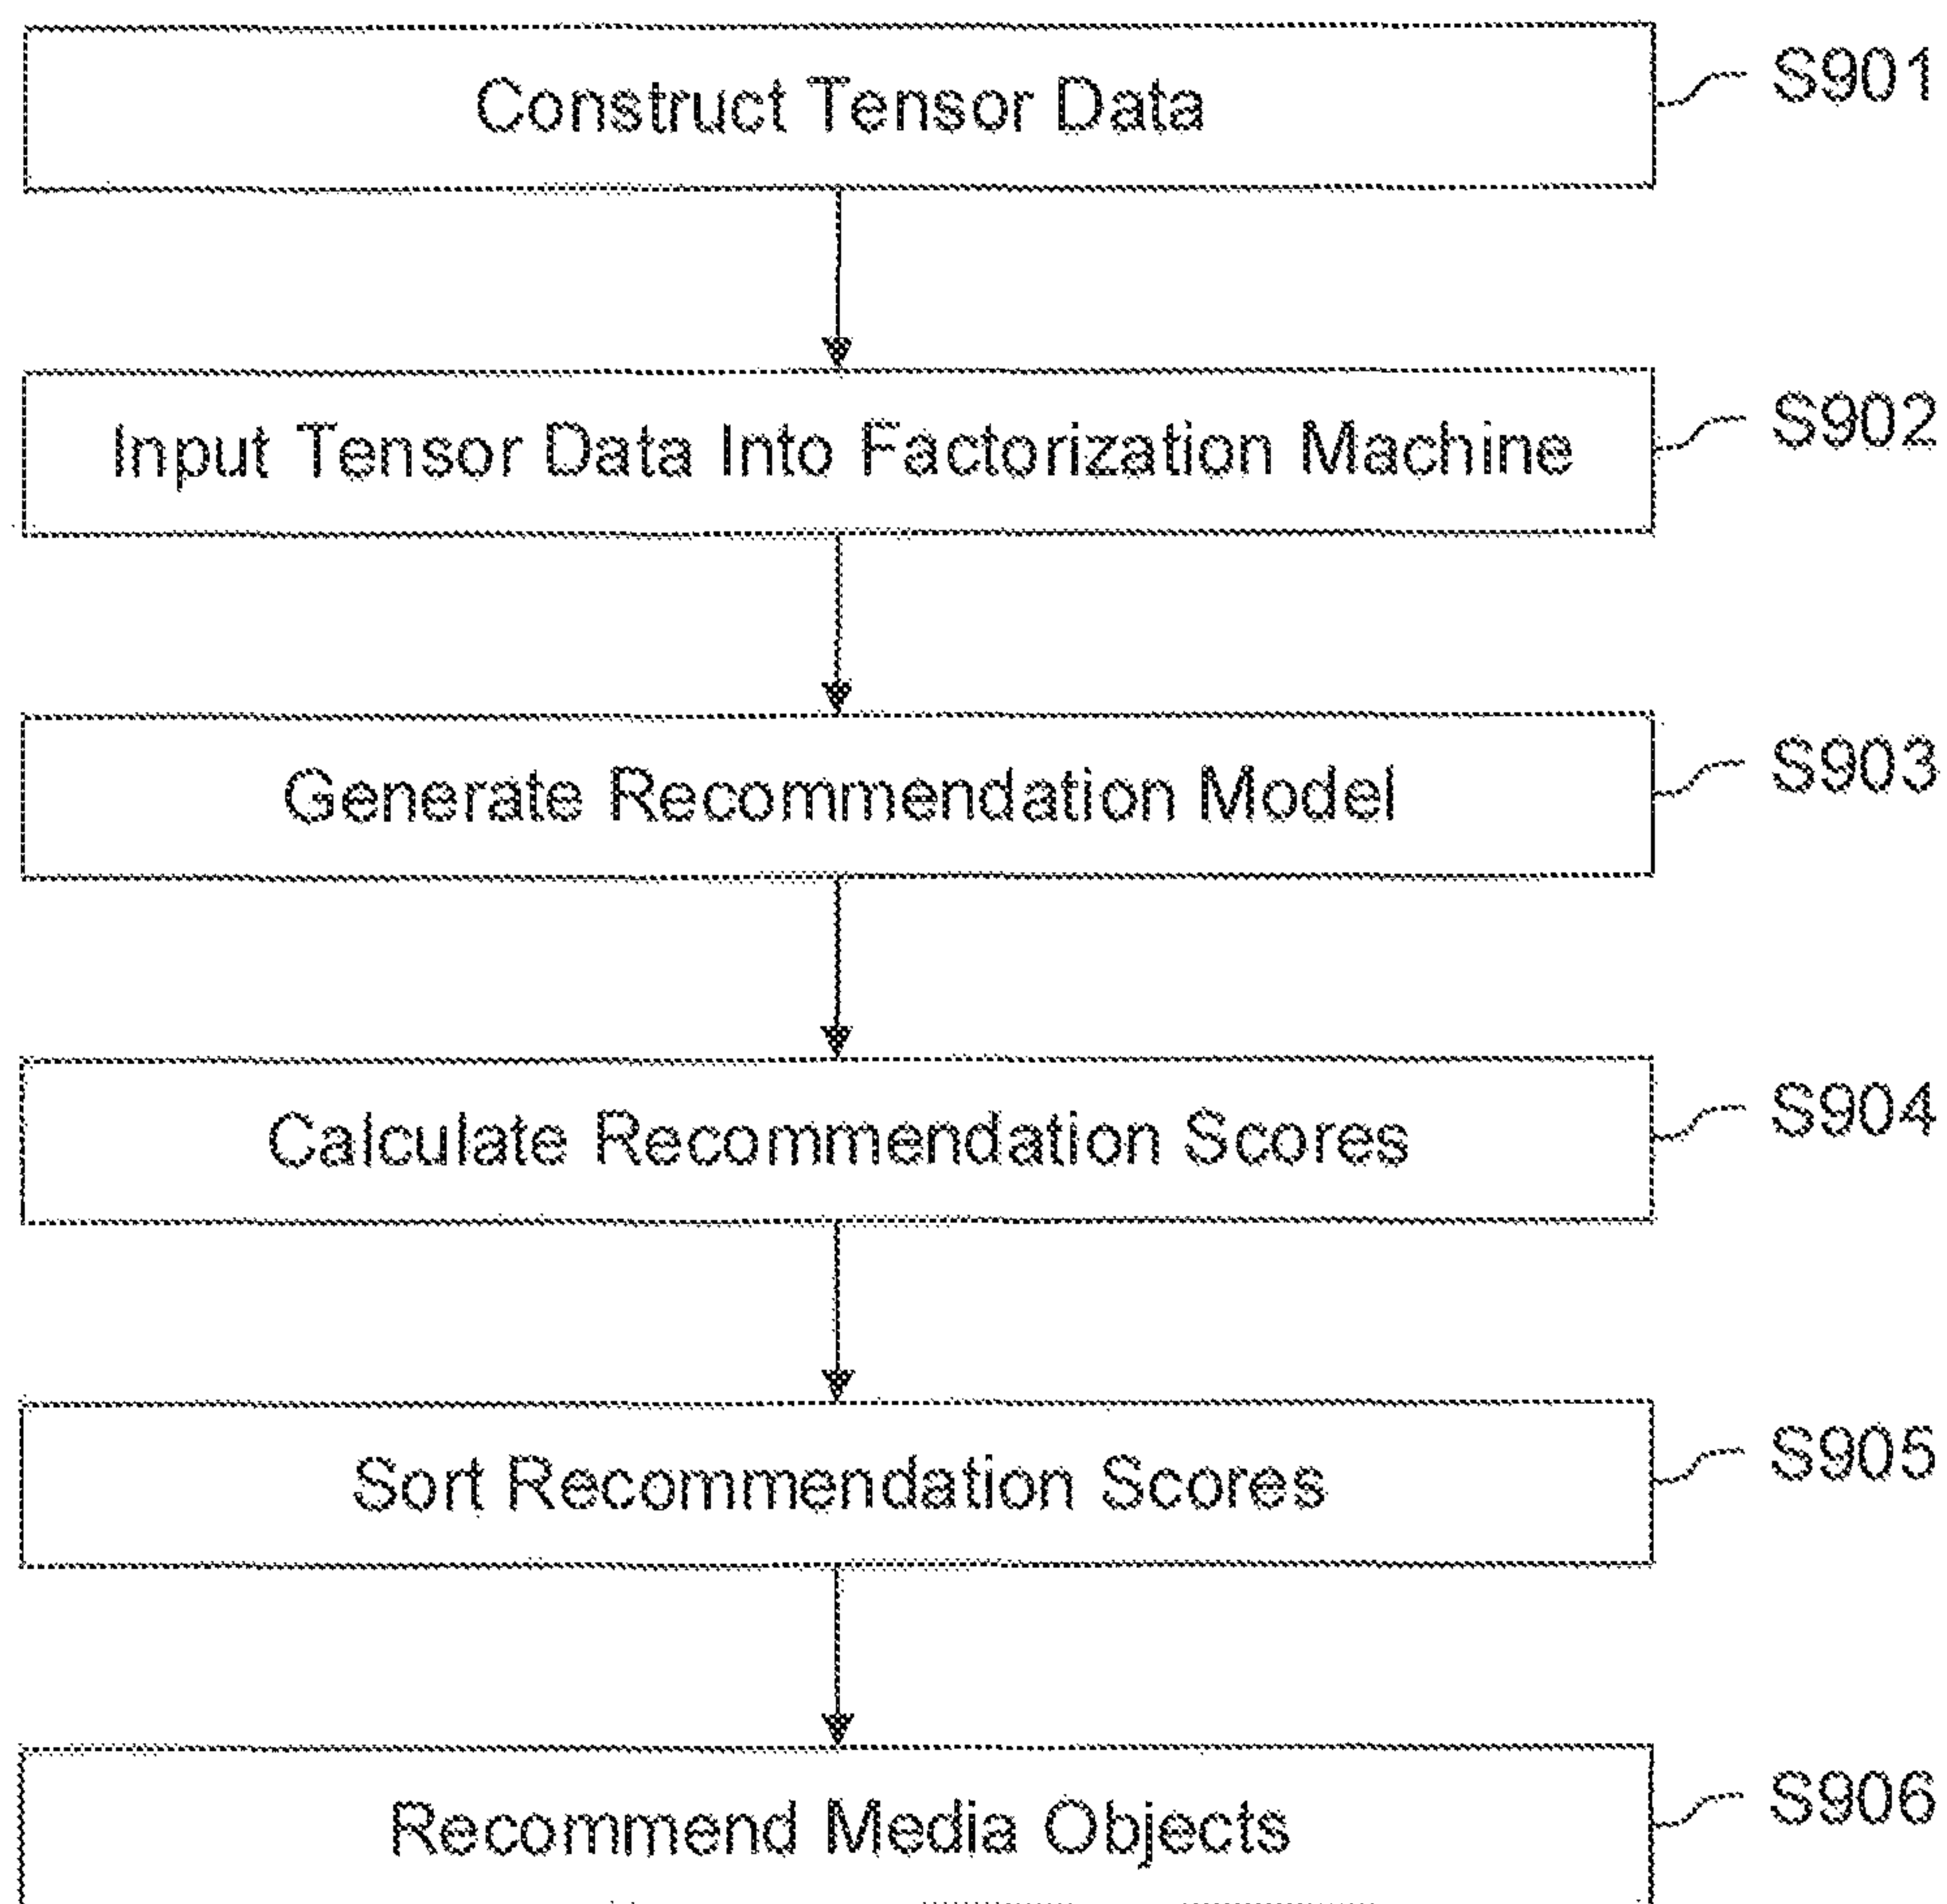 Construct Tensor Data S901
Input Tensor Data Into Factorization Machine S902
Generate Recommendation Model S903
Calculate Recommendation Scores S904
Sort Recommendation Scores S905
Recommend Media Objects S906